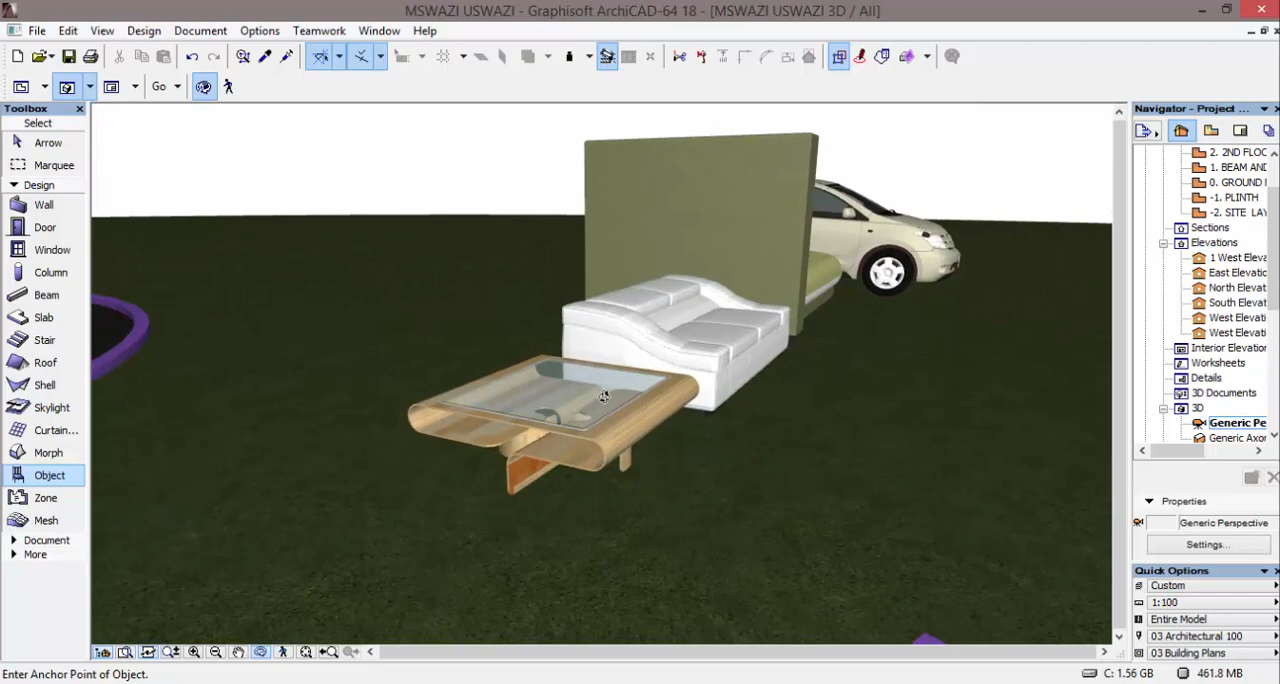 MSWAZI USWAZI - Graphisoft ArchiCAD-64 18 - [MSWAZI USWAZI 3D / All]
File Edit View Design Document Options Teamwork Window Help
Go
Toolbox
Select
Arrow
Marquee
Design
Wall
Door
Window
Column
Beam
Slab
Stair
Roof
Shell
Skylight
Curtain...
Morph
Object
Zone
Mesh
Document
More
Navigator - Project ...
2. 2ND FLOO
1. BEAM AND
0. GROUND
-1. PLINTH
-2. SITE LAY
Sections
Elevations
1 West Eleva
East Elevatio
North Elevat
South Elevat
West Elevati
West Elevati
Interior Elevation
Worksheets
Details
3D Documents
3D
Generic Pe
Generic Axon
Properties
Generic Perspective
Settings...
Quick Options
Custom
1:100
Entire Model
03 Architectural 100
03 Building Plans
Enter Anchor Point of Object.
C: 1.56 GB 461.8 MB